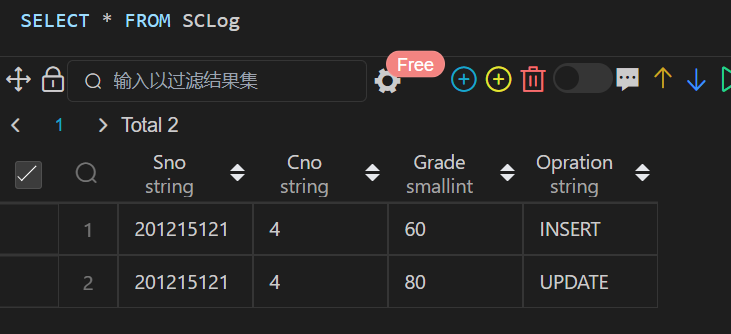 SELECT * FROM SCLog
输入以过滤结果集 Free
1 Total 2
Sno Cno Grade Opration
string string smallint string
1 201215121 4 60 INSERT
2 201215121 4 80 UPDATE